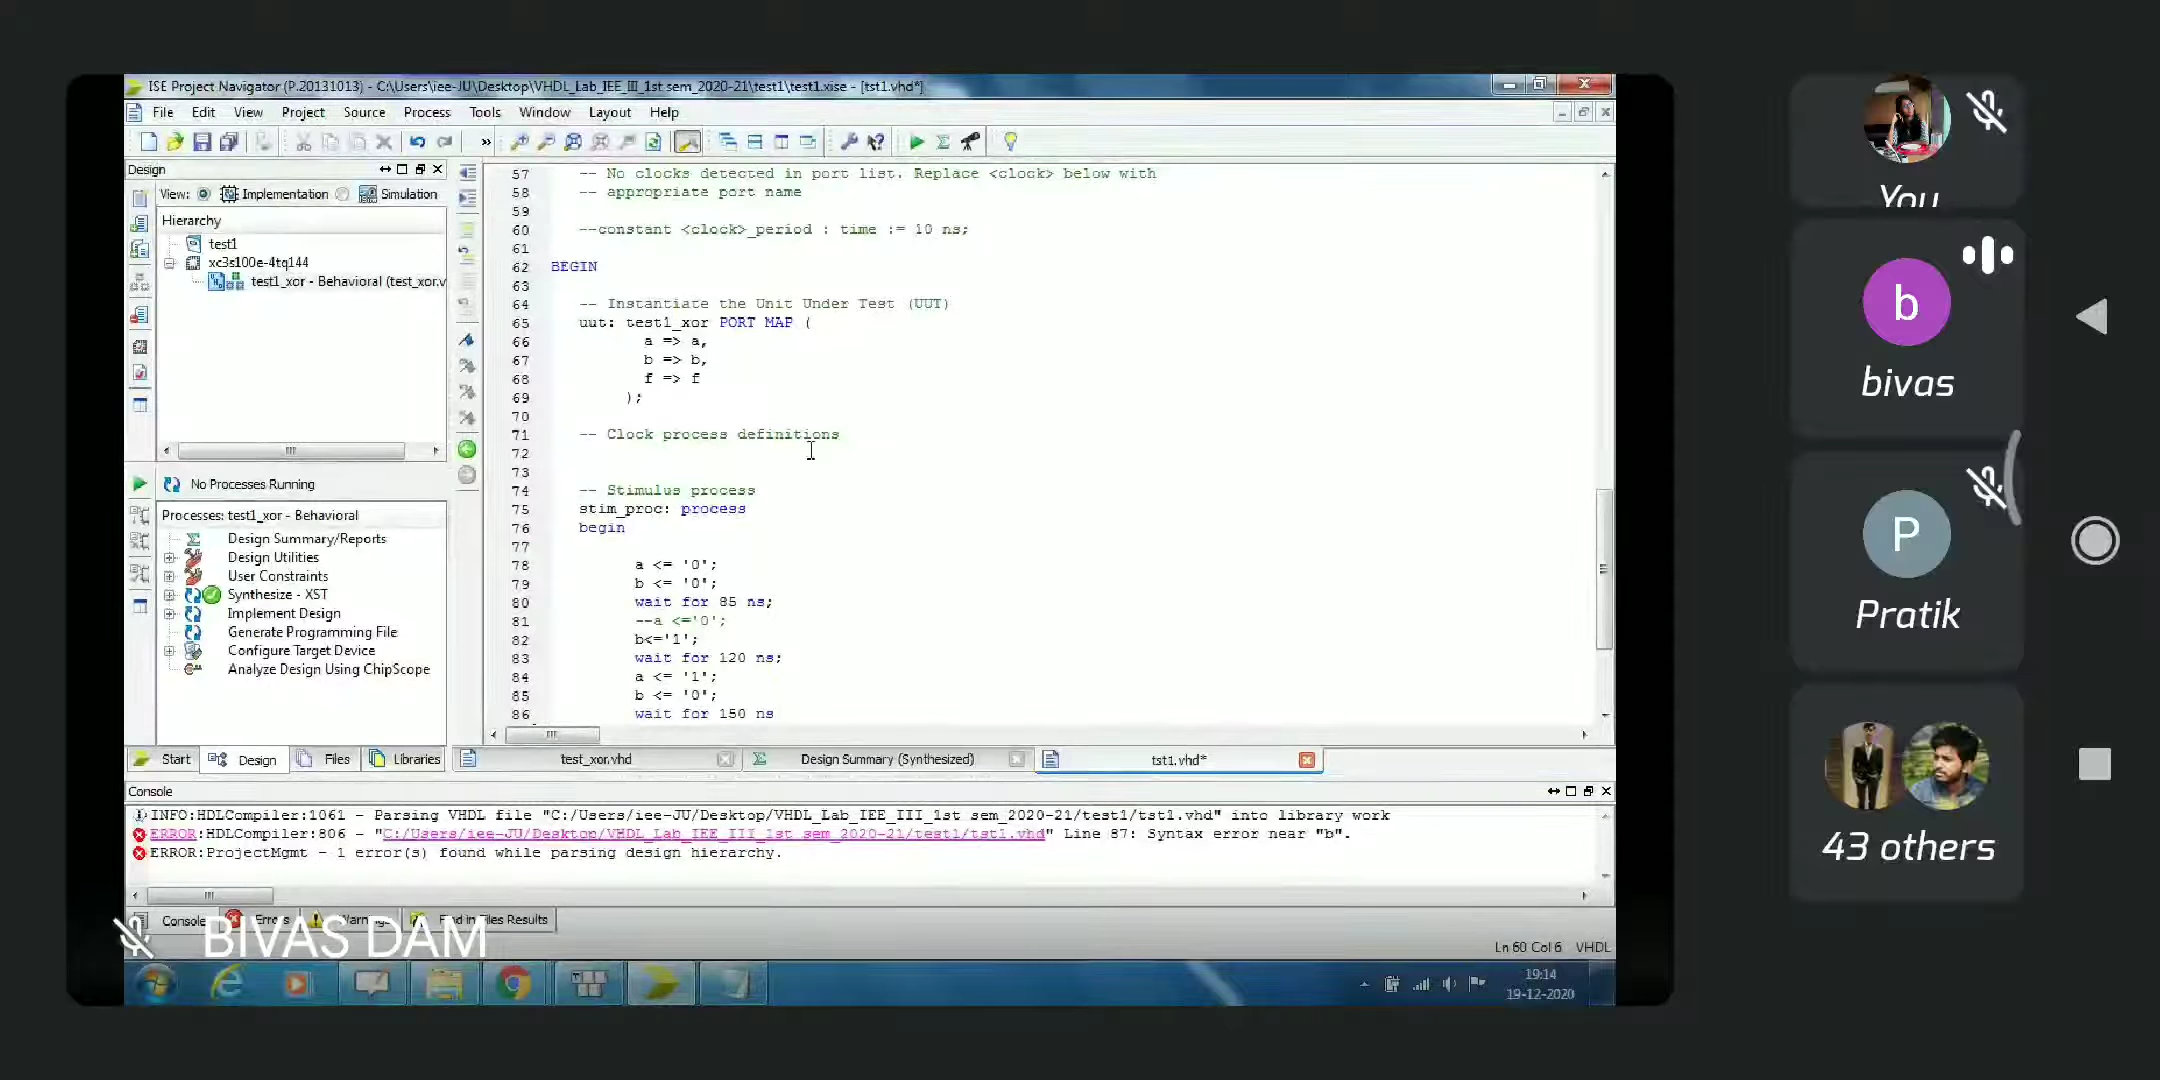 ISE Project Navigator (P.20131013) - C:\Users\iee-JU\Desktop\VHDL_Lab_IEE_III_1st sem_2020-21\test1\test1.xise - [tst1.vhd*]
File Edit View Project Source Process Tools Window Layout Help
Design
View: Implementation Simulation
Hierarchy
test1
xc3s100e-4tq144
test1_xor - Behavioral (test_xor.v
No Processes Running
Processes: test1_xor - Behavioral
Design Summary/Reports
Design Utilities
User Constraints
Synthesize - XST
Implement Design
Generate Programming File
Configure Target Device
Analyze Design Using ChipScope
Start Design Files Libraries
57 -- No clocks detected in port list. Replace <clock> below with
58 -- appropriate port name
59
60 --constant <clock>_period : time := 10 ns;
61
62 BEGIN
63
64 -- Instantiate the Unit Under Test (UUT)
65 uut: test1_xor PORT MAP (
66 a => a,
67 b => b,
68 f => f
69 );
70
71 -- Clock process definitions
72
73
74 -- Stimulus process
75 stim_proc: process
76 begin
77
78 a <= '0';
79 b <= '0';
80 wait for 85 ns;
81 --a <='0';
82 b<='1';
83 wait for 120 ns;
84 a <= '1';
85 b <= '0';
86 wait for 150 ns
test_xor.vhd Design Summary (Synthesized) tst1.vhd*
Console
INFO:HDLCompiler:1061 - Parsing VHDL file "C:/Users/iee-JU/Desktop/VHDL_Lab_IEE_III_1st sem_2020-21/test1/tst1.vhd" into library work
ERROR:HDLCompiler:806 - "C:/Users/iee-JU/Desktop/VHDL_Lab_IEE_III_1st sem_2020-21/test1/tst1.vhd" Line 87: Syntax error near "b".
ERROR:ProjectMgmt - 1 error(s) found while parsing design hierarchy.
Console Errors Warnings Find in Files Results
BIVAS DAM
Ln 60 Col 6 VHDL
19:14
19-12-2020
You
b
bivas
P
Pratik
43 others